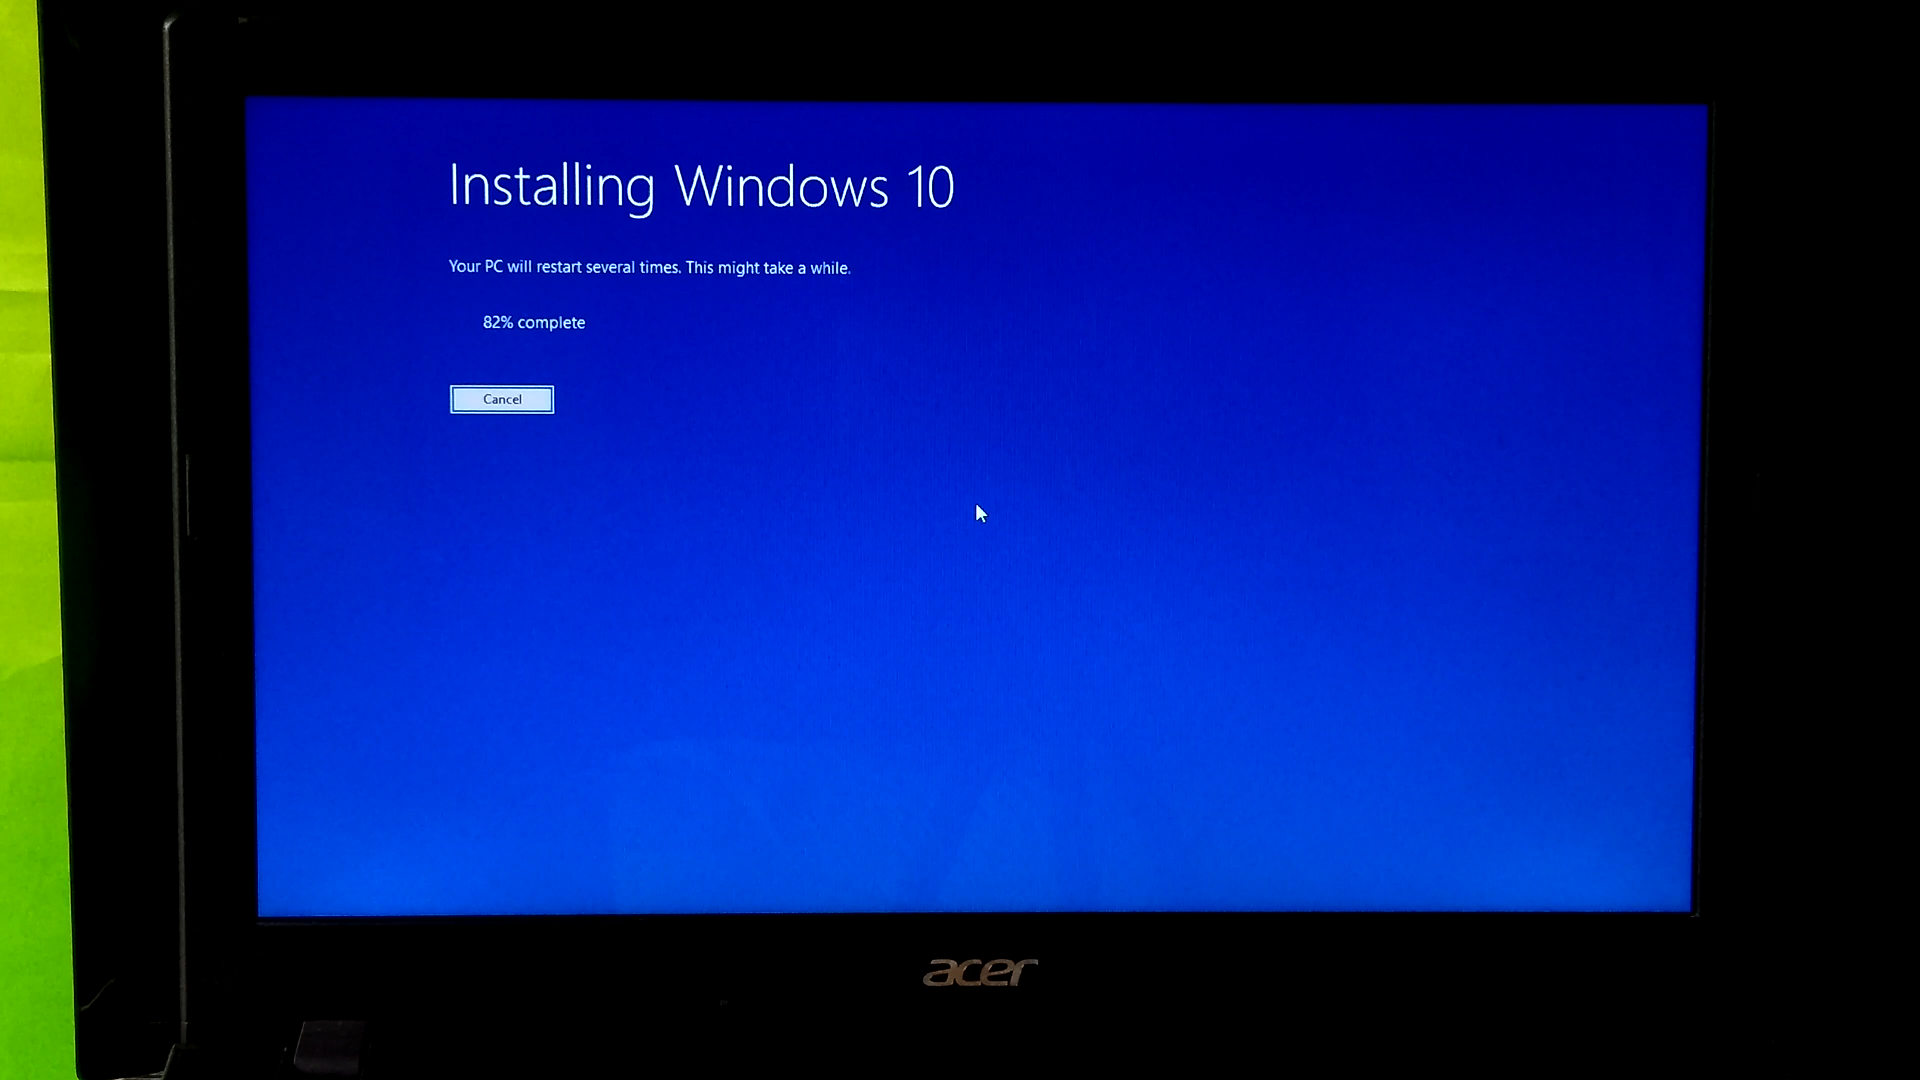 Installing Windows 10
Your PC will restart several times. This might take a while.
82% complete
Cancel
acer